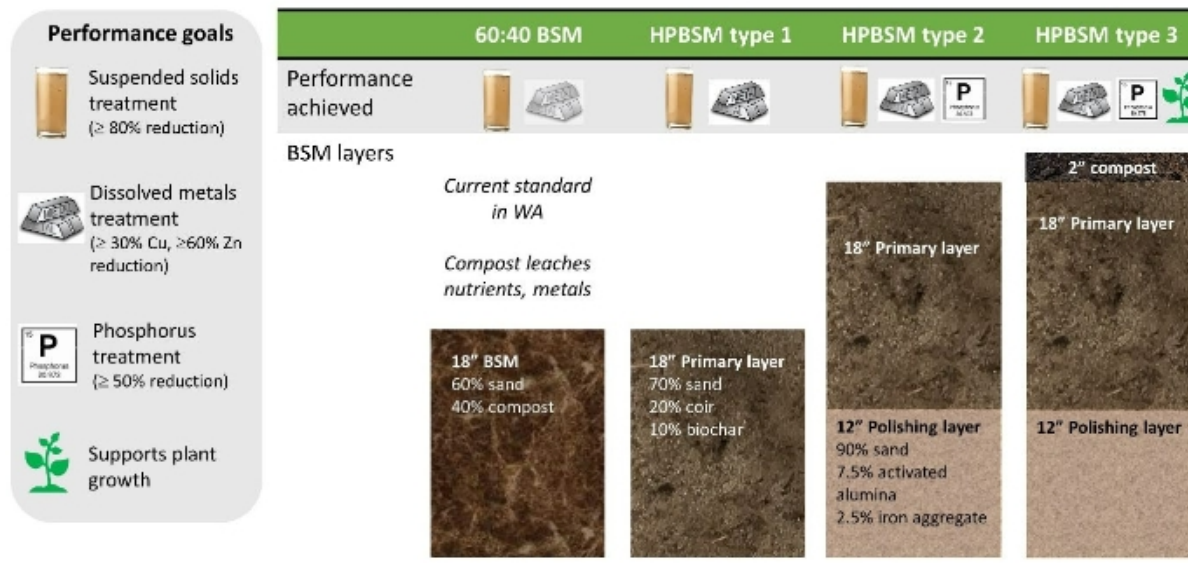 Performance goals
Suspended solids
treatment
(≥ 80% reduction)
Dissolved metals
treatment
(≥ 30% Cu, ≥60% Zn
reduction)
P
Phosphorus
Phosphorus
treatment
(≥ 50% reduction)
Supports plant
growth
60:40 BSM
HPBSM type 1
HPBSM type 2
HPBSM type 3
Performance
achieved
P
P
BSM layers
Current standard
in WA
Compost leaches
nutrients, metals
18” BSM
60% sand
40% compost
18” Primary layer
70% sand
20% coir
10% biochar
18” Primary layer
12” Polishing layer
90% sand
7.5% activated
alumina
2.5% iron aggregate
2” compost
18” Primary layer
12” Polishing layer